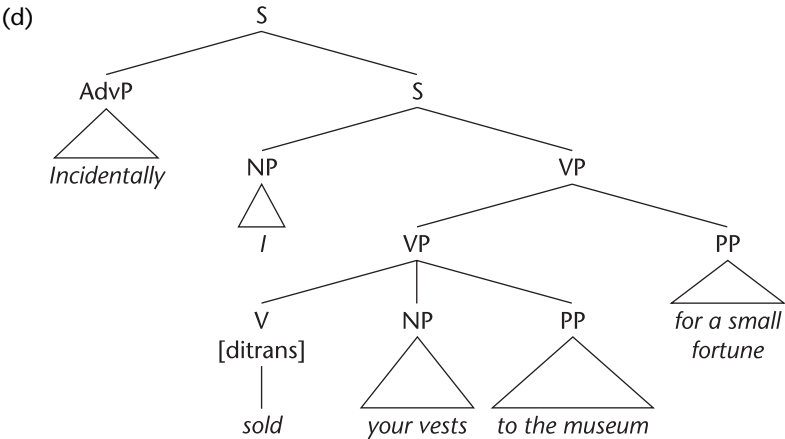 (d)
S
AdvP
S
Incidentally
NP
VP
I
VP
PP
V
NP
PP
for a small
[ditrans]
fortune
sold
your vests
to the museum